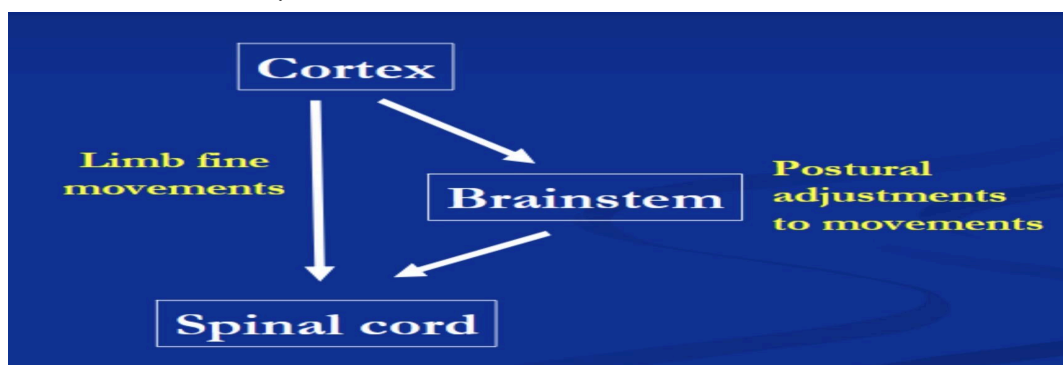 Cortex
Limb fine
movements
Brainstem
Postural
adjustments
to movements
Spinal cord